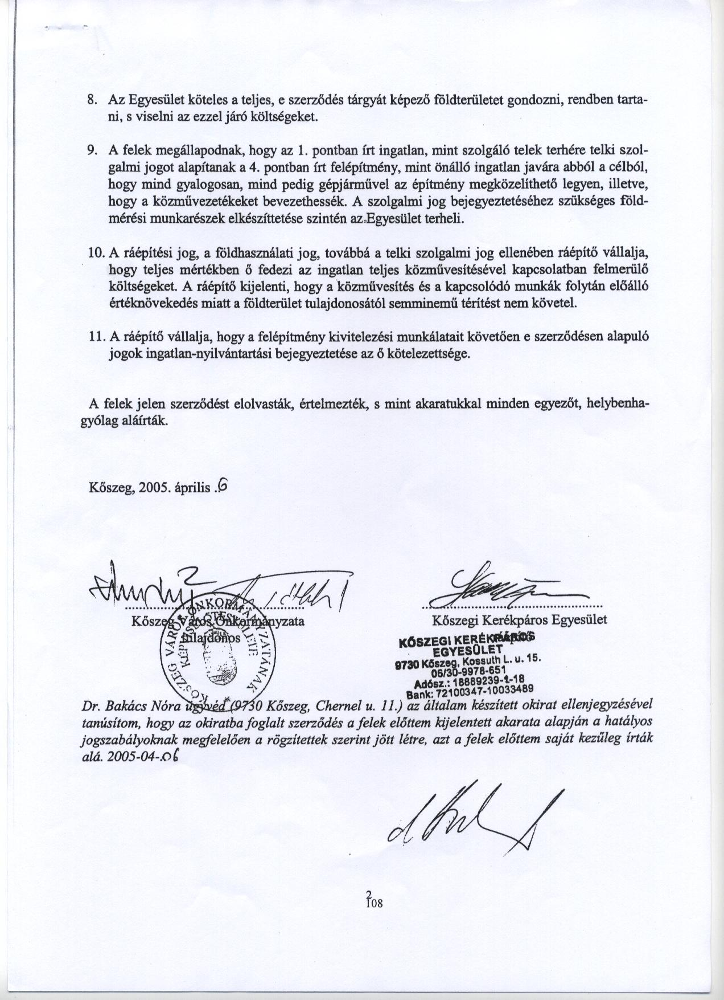 8. Az Egyesület köteles a teljes, e szerződés tárgyát képező földterületet gondozni, rendben tarta-
ni, s viselni az ezzel járó költségeket.
9. A felek megállapodnak, hogy az 1. pontban írt ingatlan, mint szolgáló telek terhére telki szol-
galmi jogot alapítanak a 4. pontban írt felépítmény, mint önálló ingatlan javára abból a célból,
hogy mind gyalogosan, mind pedig gépjárművel az építmény megközelíthető legyen, illetve,
hogy a közművezetékeket bevezethessék. A szolgalmi jog bejegyeztetéséhez szükséges föld-
mérési munkarészek elkészíttetése szintén az Egyesület terheli.
10. A ráépítési jog, a földhasználati jog, továbbá a telki szolgalmi jog ellenében ráépítő vállalja,
hogy teljes mértékben ő fedezi az ingatlan teljes közművesítésével kapcsolatban felmerülő
költségeket. A ráépítő kijelenti, hogy a közművesítés és a kapcsolódó munkák folytán előálló
értéknövekedés miatt a földterület tulajdonosától semminemű térítést nem követel.
11. A ráépítő vállalja, hogy a felépítmény kivitelezési munkálatait követően e szerződésen alapuló
jogok ingatlan-nyilvántartási bejegyeztetése az ő kötelezettsége.
A felek jelen szerződést elolvasták, értelmezték, s mint akaratukkal minden egyezőt, helybenha-
gyólag aláírták.
Kőszeg, 2005. április .6
Kőszeg Város Önkormányzata
tulajdonos
KŐSZEG VÁROS ÖNKORMÁNYZATÁNAK
KÉPVISELŐTESTÜLETE
Kőszegi Kerékpáros Egyesület
KŐSZEGI KERÉKPÁROS
EGYESÜLET
9730 Kőszeg, Kossuth L. u. 15.
06/30-9978-651
Adósz.: 18889239-1-18
Bank: 72100347-10033489
Dr. Bakács Nóra ügyvéd (9730 Kőszeg, Chernel u. 11.) az általam készített okirat ellenjegyzésével
tanúsítom, hogy az okiratba foglalt szerződés a felek előttem kijelentett akarata alapján a hatályos
jogszabályoknak megfelelően a rögzítettek szerint jött létre, azt a felek előttem saját kezűleg írták
alá. 2005-04-.06
2
108